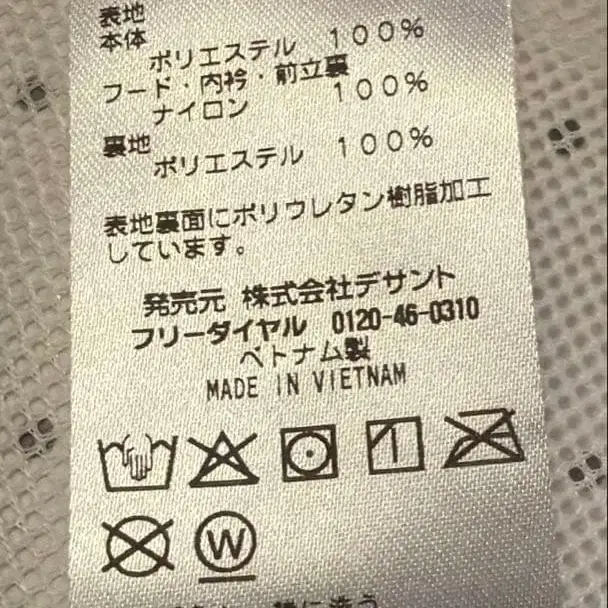 表地
本体
ポリエステル 100%
フード・内衿・前立裏
ナイロン 100%
裏地
ポリエステル 100%
表地裏面にポリウレタン樹脂加工
しています。
発売元 株式会社デサント
フリーダイヤル 0120-46-0310
ベトナム製
MADE IN VIETNAM
W